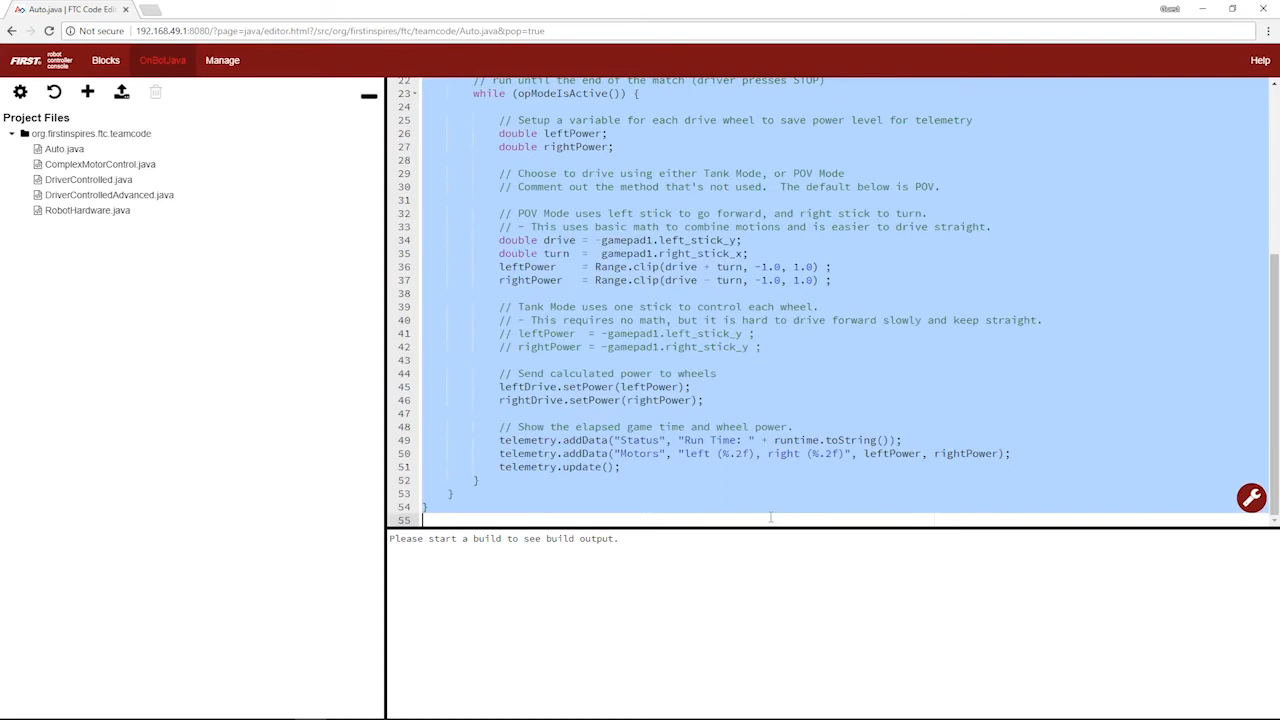 Auto.java | FTC Code Edi
Guest
Not secure
192.168.49.1:8080/?page=java/editor.html?/src/org/firstinspires/ftc/teamcode/Auto.java&pop=true
FIRST robot controller console
Blocks
OnBotJava
Manage
Help
Project Files
org.firstinspires.ftc.teamcode
Auto.java
ComplexMotorControl.java
DriverControlled.java
DriverControlledAdvanced.java
RobotHardware.java
22 // run until the end of the match (driver presses STOP)
23 while (opModeIsActive()) {
24
25 // Setup a variable for each drive wheel to save power level for telemetry
26 double leftPower;
27 double rightPower;
28
29 // Choose to drive using either Tank Mode, or POV Mode
30 // Comment out the method that's not used.  The default below is POV.
31
32 // POV Mode uses left stick to go forward, and right stick to turn.
33 // - This uses basic math to combine motions and is easier to drive straight.
34 double drive = -gamepad1.left_stick_y;
35 double turn  =  gamepad1.right_stick_x;
36 leftPower    = Range.clip(drive + turn, -1.0, 1.0) ;
37 rightPower   = Range.clip(drive - turn, -1.0, 1.0) ;
38
39 // Tank Mode uses one stick to control each wheel.
40 // - This requires no math, but it is hard to drive forward slowly and keep straight.
41 // leftPower  = -gamepad1.left_stick_y ;
42 // rightPower = -gamepad1.right_stick_y ;
43
44 // Send calculated power to wheels
45 leftDrive.setPower(leftPower);
46 rightDrive.setPower(rightPower);
47
48 // Show the elapsed game time and wheel power.
49 telemetry.addData("Status", "Run Time: " + runtime.toString());
50 telemetry.addData("Motors", "left (%.2f), right (%.2f)", leftPower, rightPower);
51 telemetry.update();
52 }
53 }
54 }
55
Please start a build to see build output.